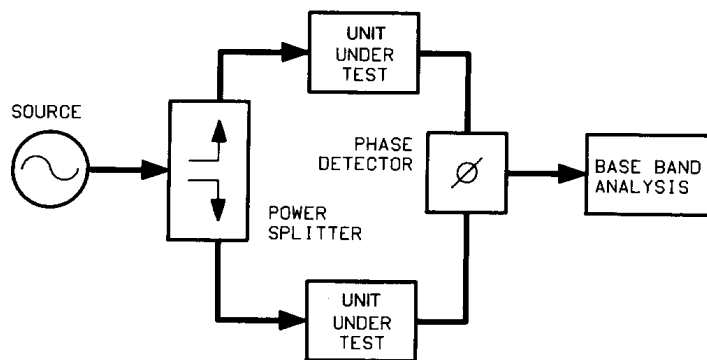 UNIT
UNDER
TEST
SOURCE
PHASE
DETECTOR
BASE BAND
ANALYSIS
POWER
SPLITTER
UNIT
UNDER
TEST